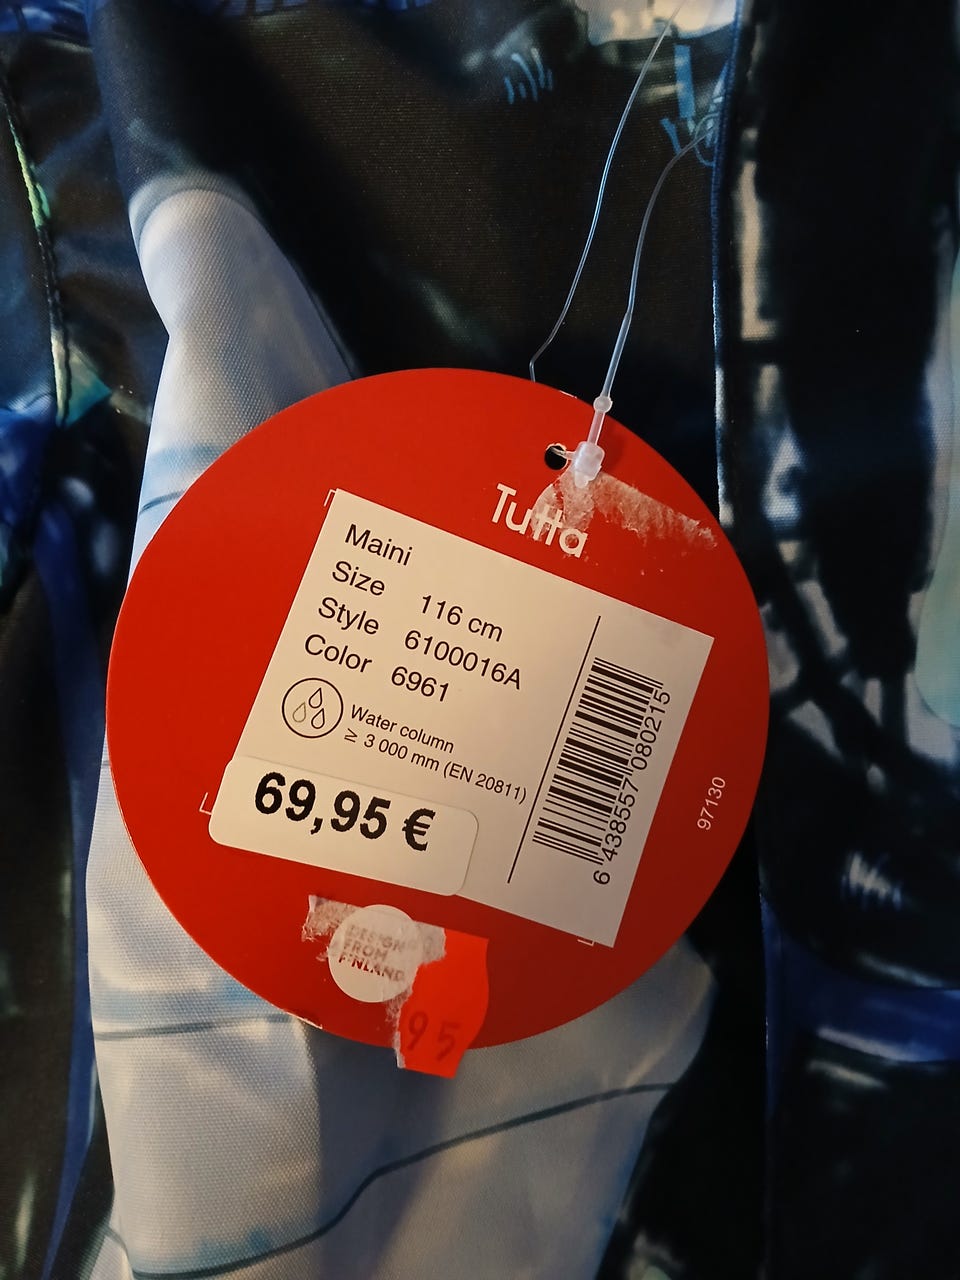 Tutta
Maini
Size 116 cm
Style 6100016A
Color 6961
Water column
≥ 3 000 mm (EN 20811)
69,95 €
6 438557 080215
97130
DESIGN
FROM
FINLAND
95